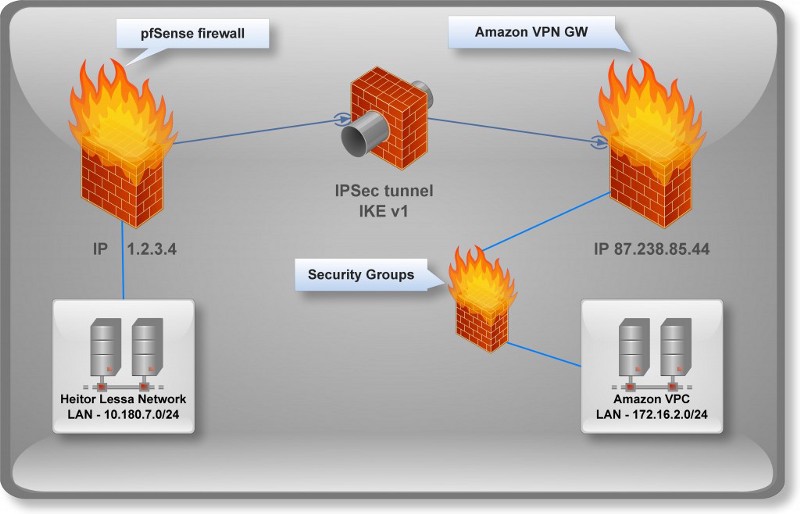 pfSense firewall
Amazon VPN GW
IPSec tunnel
IKE v1
IP 1.2.3.4
IP 87.238.85.44
Security Groups
Heitor Lessa Network
LAN - 10.180.7.0/24
Amazon VPC
LAN - 172.16.2.0/24